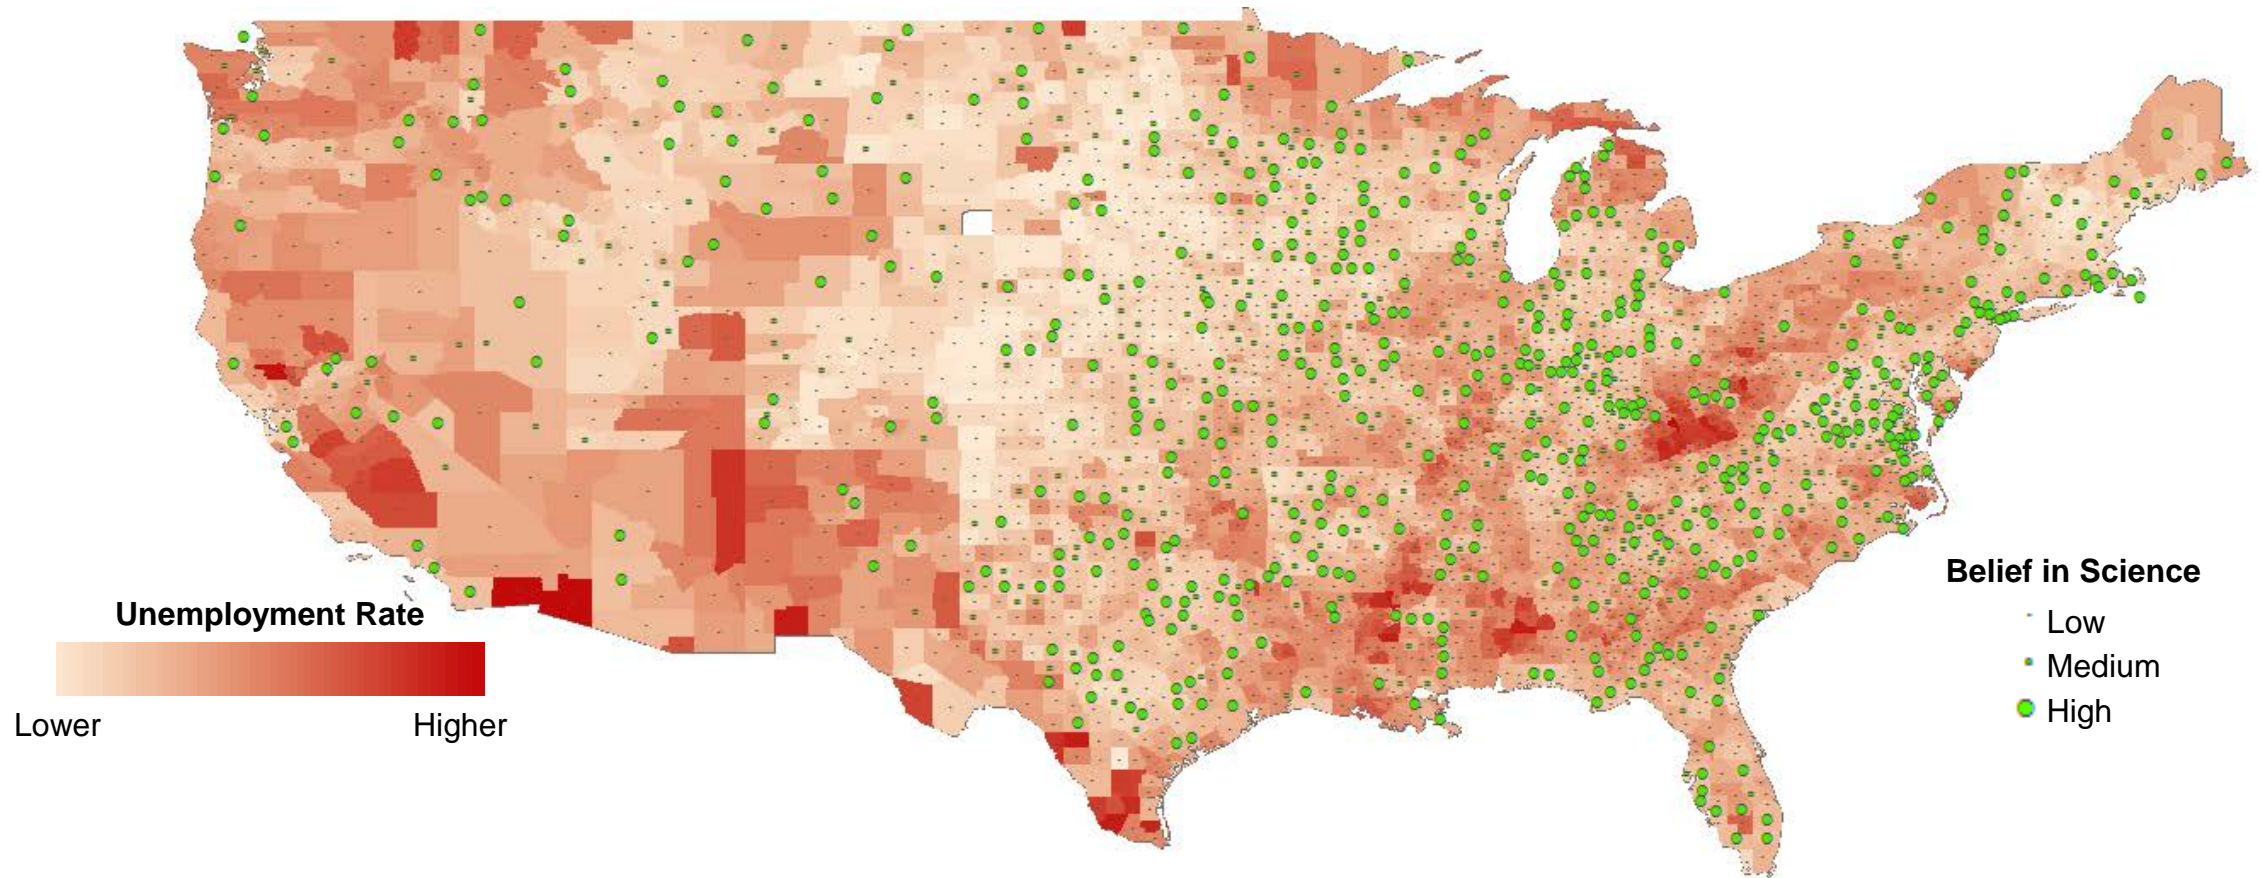 Unemployment Rate
Lower Higher
Belief in Science
Low
Medium
High